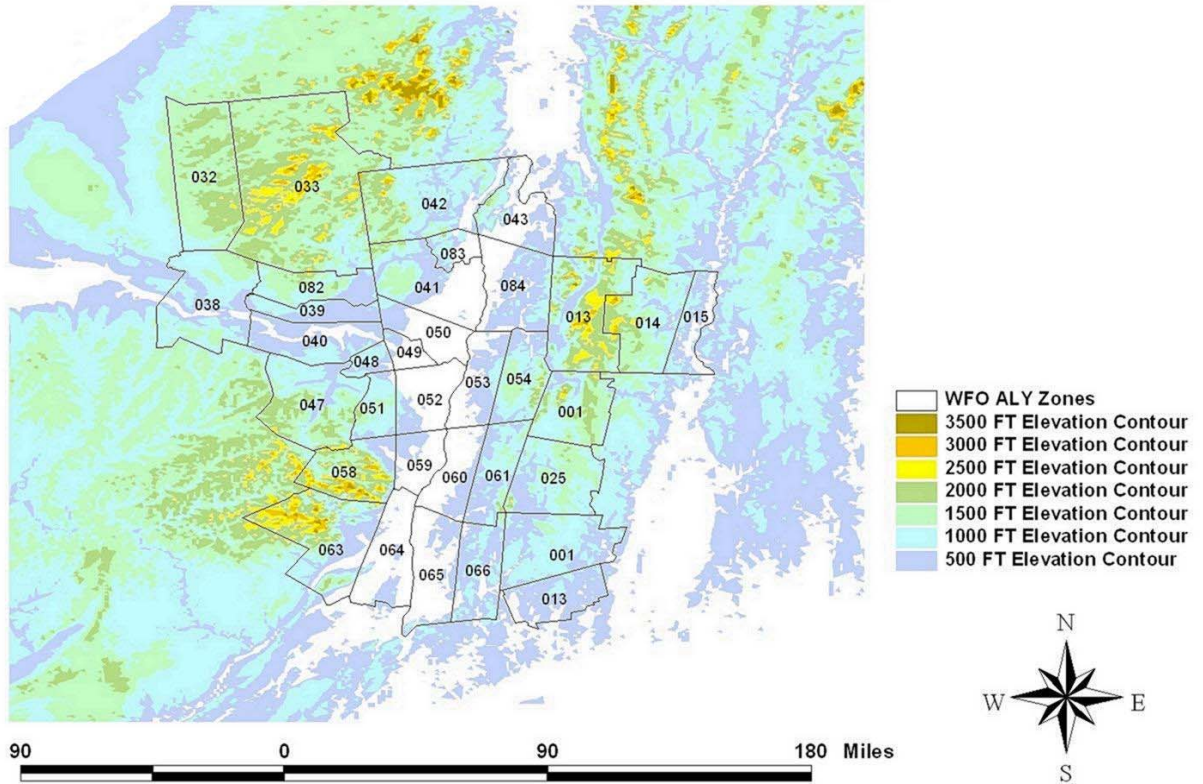 032
033
042
043
083
082
041
084
038
039
013
014
015
050
040
049
048
053
054
052
047
051
001
058
059
060
061
025
063
064
065
066
001
013
WFO ALY Zones
3500 FT Elevation Contour
3000 FT Elevation Contour
2500 FT Elevation Contour
2000 FT Elevation Contour
1500 FT Elevation Contour
1000 FT Elevation Contour
500 FT Elevation Contour
N
W E
S
90 0 90 180 Miles